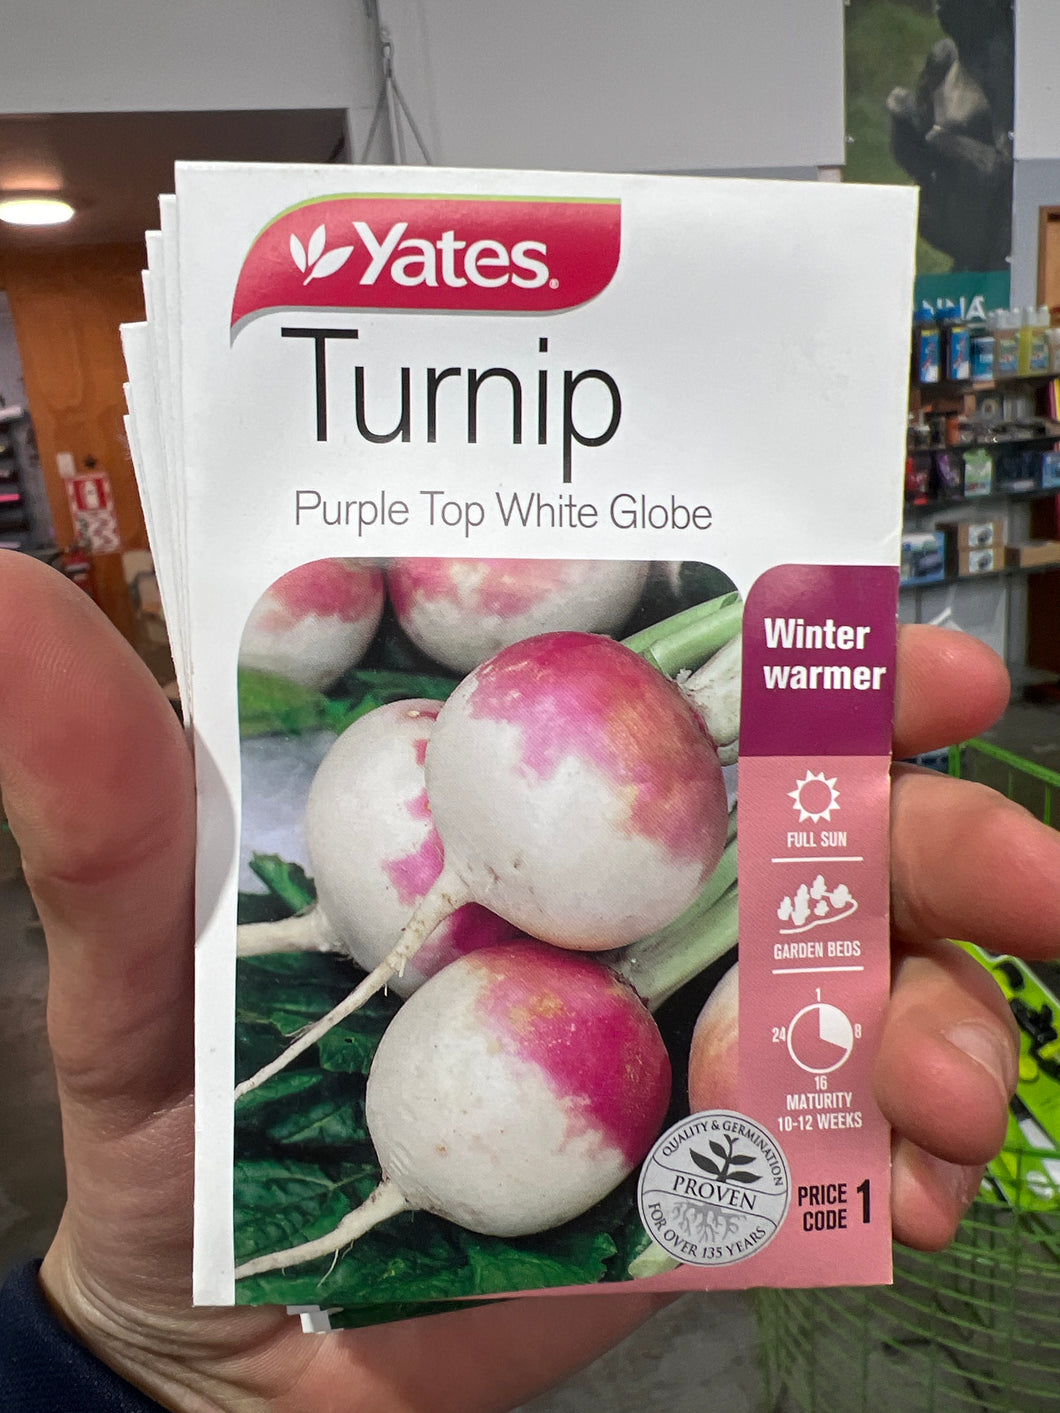 Yates®
Turnip
Purple Top White Globe
Winter
warmer
FULL SUN
GARDEN BEDS
1
24
8
16
MATURITY
10-12 WEEKS
QUALITY & GERMINATION
PROVEN
FOR OVER 135 YEARS
PRICE
CODE 1